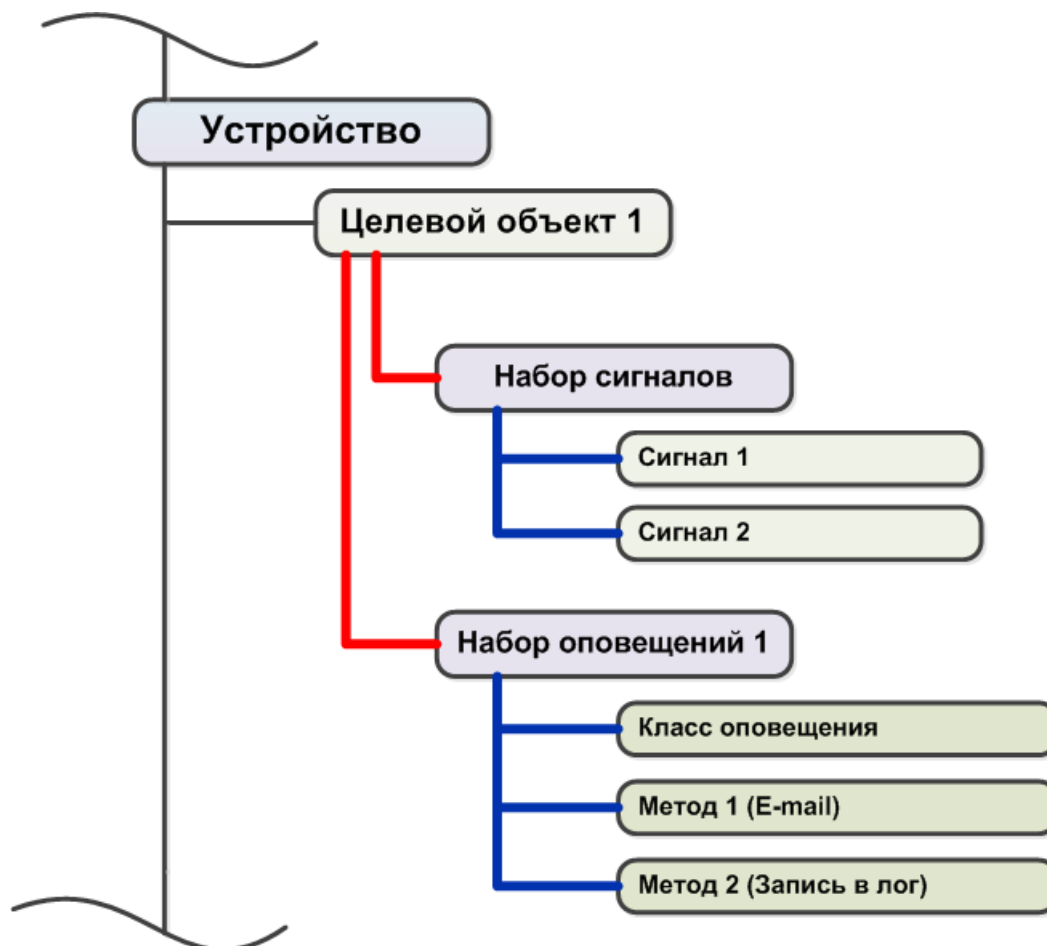 Устройство
Целевой объект 1
Набор сигналов
Сигнал 1
Сигнал 2
Набор оповещений 1
Класс оповещения
Метод 1 (E-mail)
Метод 2 (Запись в лог)